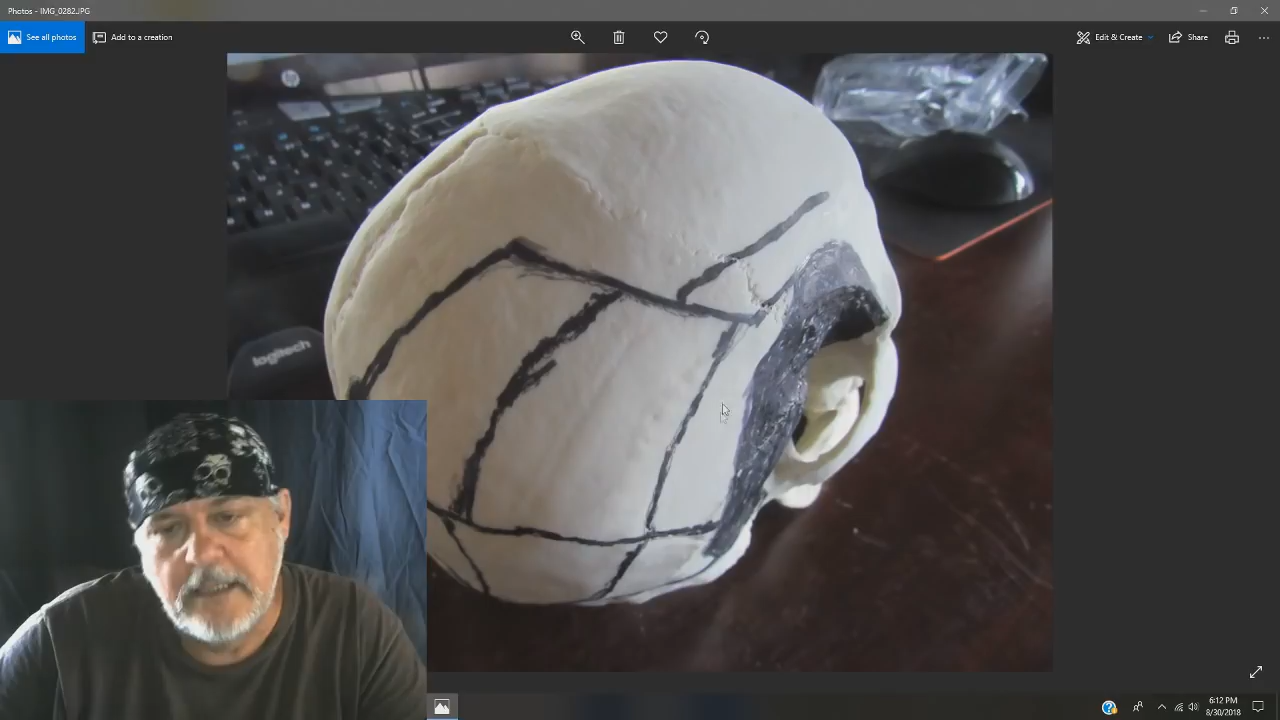 Photos - IMG_0282.JPG
See all photos
Add to a creation
Edit & Create
Share
hp
logitech
6:12 PM
8/30/2018